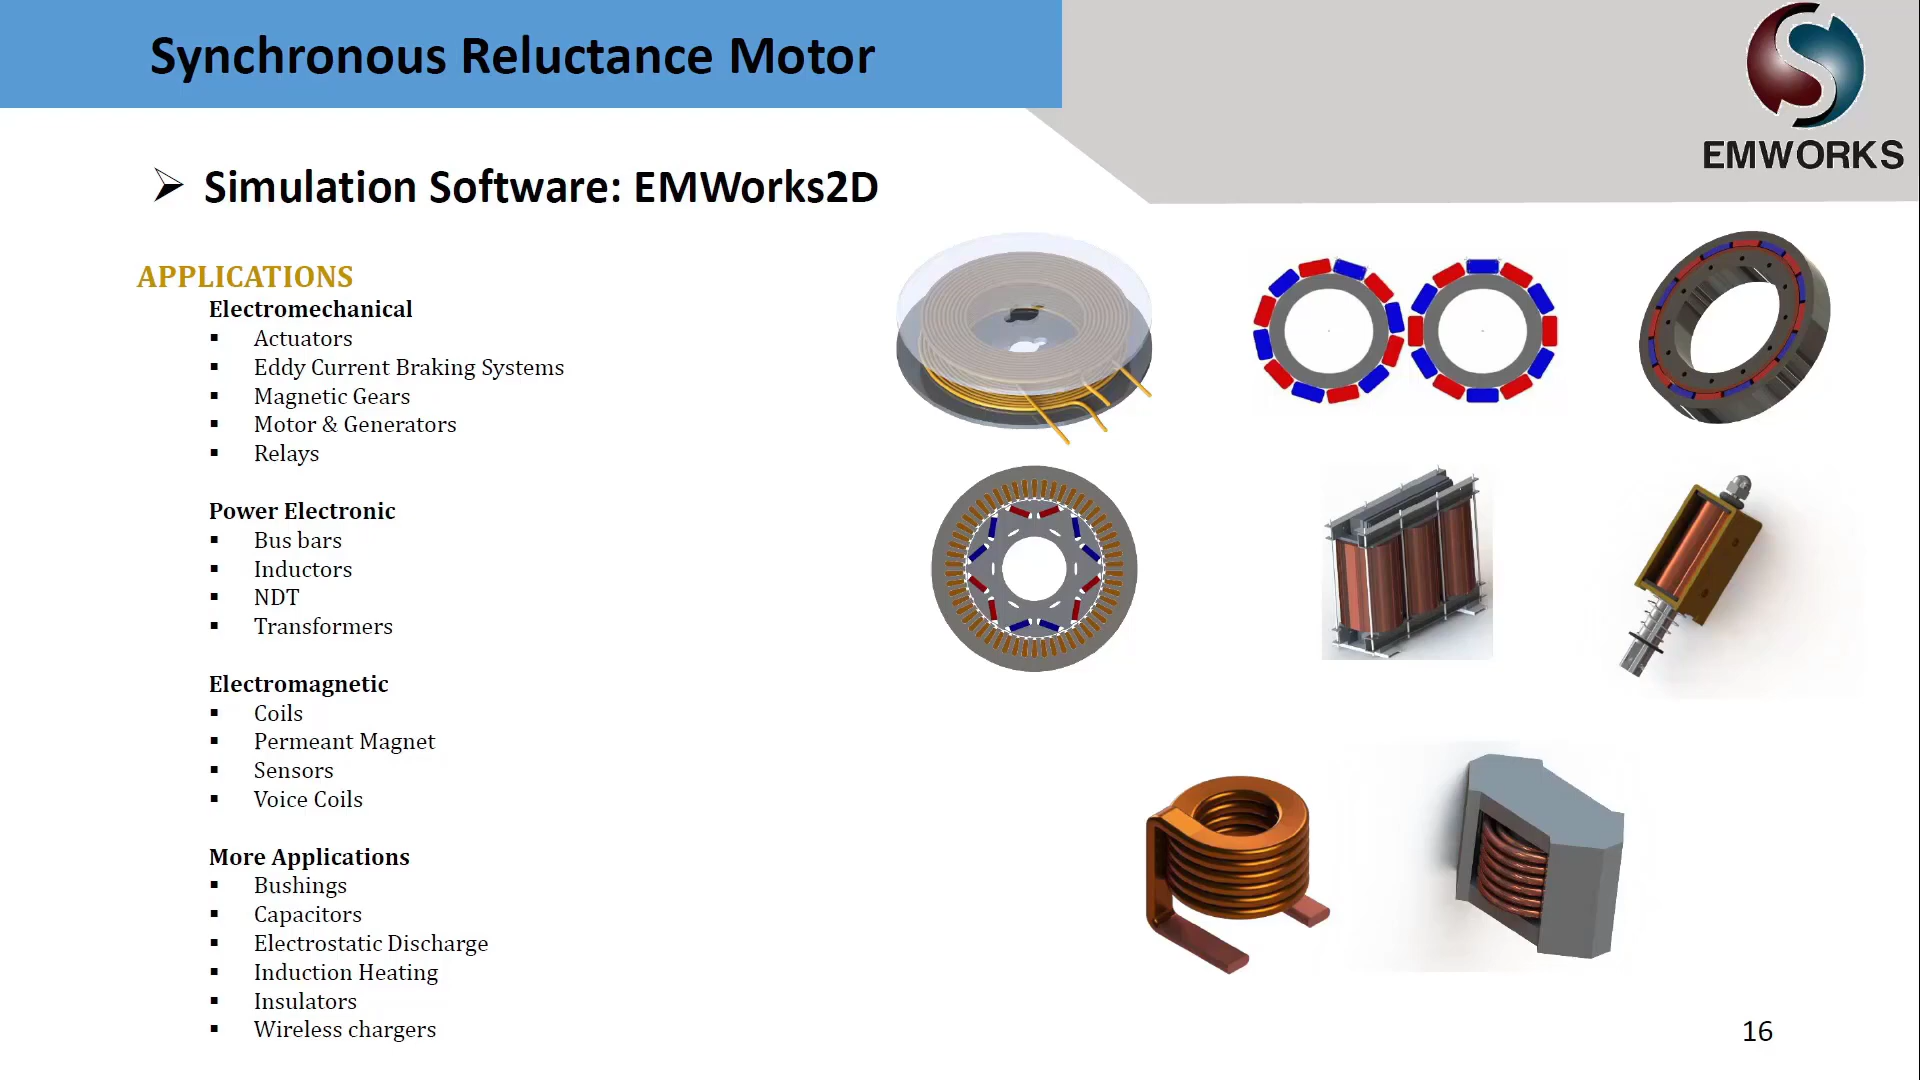 Synchronous Reluctance Motor
EMWORKS
➢ Simulation Software: EMWorks2D
APPLICATIONS
Electromechanical
▪ Actuators
▪ Eddy Current Braking Systems
▪ Magnetic Gears
▪ Motor & Generators
▪ Relays
Power Electronic
▪ Bus bars
▪ Inductors
▪ NDT
▪ Transformers
Electromagnetic
▪ Coils
▪ Permeant Magnet
▪ Sensors
▪ Voice Coils
More Applications
▪ Bushings
▪ Capacitors
▪ Electrostatic Discharge
▪ Induction Heating
▪ Insulators
▪ Wireless chargers
16